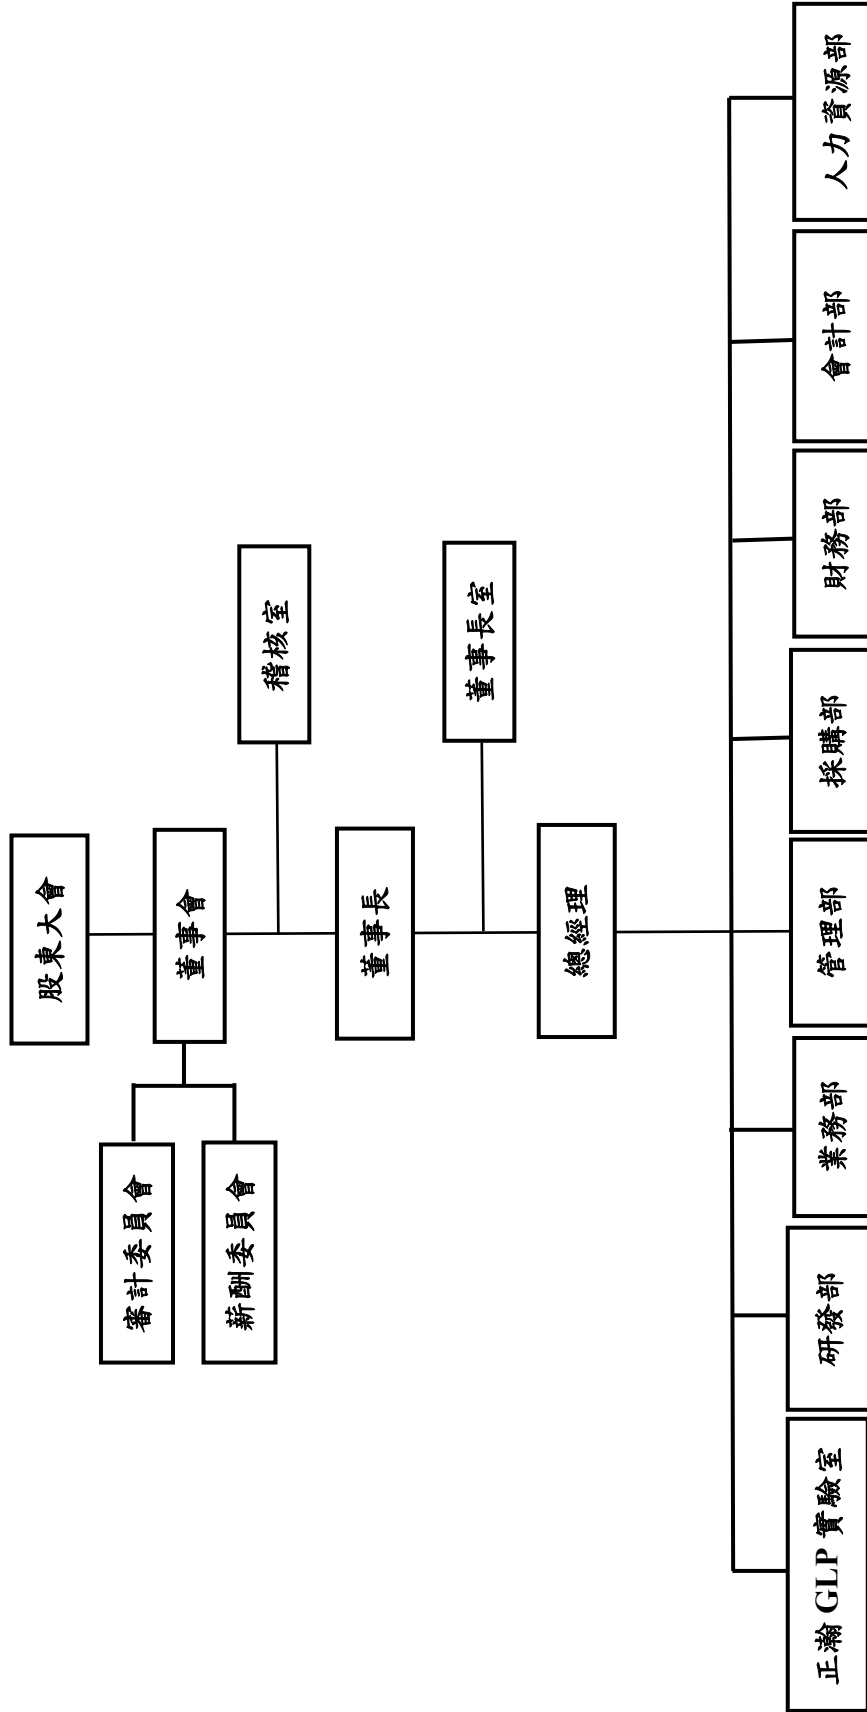 股東大會
董事會
審計委員會
薪酬委員會
稽核室
董事長
董事長室
總經理
正瀚 GLP 實驗室
研發部
業務部
管理部
採購部
財務部
會計部
人力資源部